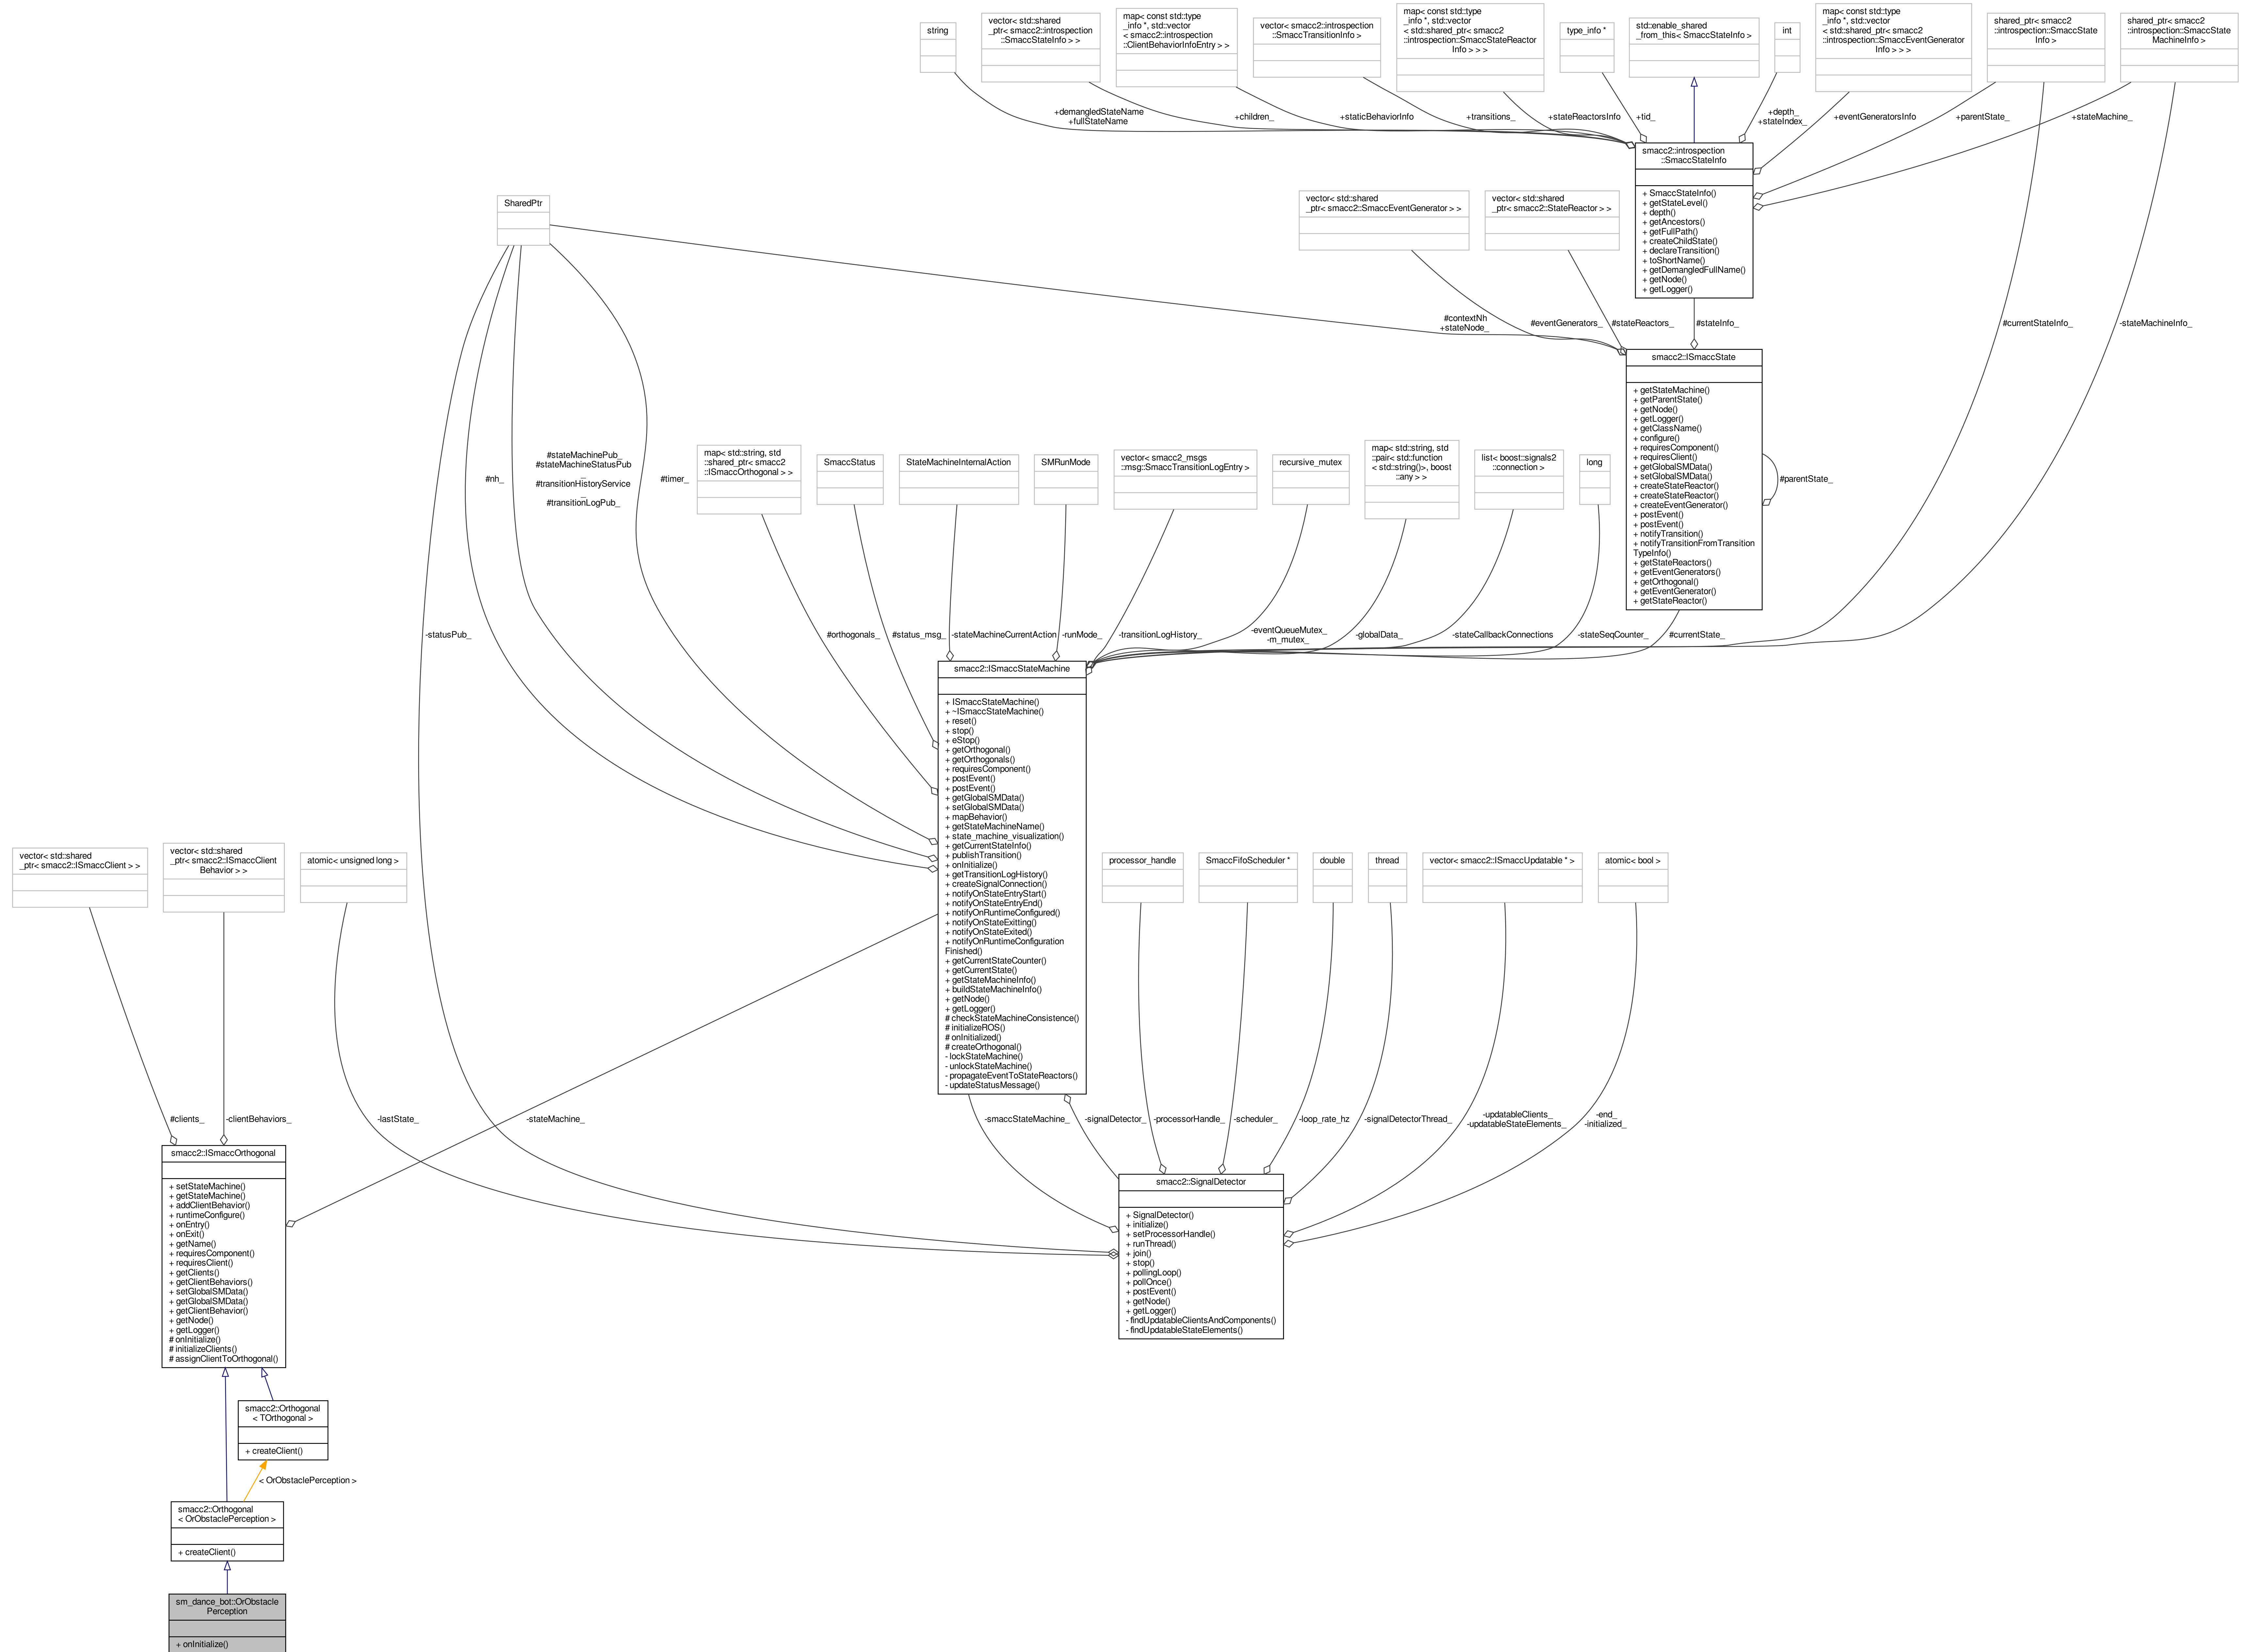 string
vector< std::shared
_ptr< smacc2::introspection
::SmaccStateInfo > >
map< const std::type
_info *, std::vector
< smacc2::introspection
::ClientBehaviorInfoEntry > >
vector< smacc2::introspection
::SmaccTransitionInfo >
map< const std::type
_info *, std::vector
< std::shared_ptr< smacc2
::introspection::SmaccStateReactor
Info > > >
type_info *
std::enable_shared
_from_this< SmaccStateInfo >
int
map< const std::type
_info *, std::vector
< std::shared_ptr< smacc2
::introspection::SmaccEventGenerator
Info > > >
shared_ptr< smacc2
::introspection::SmaccState
Info >
shared_ptr< smacc2
::introspection::SmaccState
MachineInfo >
+demangledStateName
+fullStateName
+children_
+staticBehaviorInfo
+transitions_
+stateReactorsInfo
+tid_
+depth_
+stateIndex_
+eventGeneratorsInfo
+parentState_
+stateMachine_
smacc2::introspection
::SmaccStateInfo
+ SmaccStateInfo()
+ getStateLevel()
+ depth()
+ getAncestors()
+ getFullPath()
+ createChildState()
+ declareTransition()
+ toShortName()
+ getDemangledFullName()
+ getNode()
+ getLogger()
SharedPtr
vector< std::shared
_ptr< smacc2::SmaccEventGenerator > >
vector< std::shared
_ptr< smacc2::StateReactor > >
#contextNh
+stateNode_
#eventGenerators_
#stateReactors_
#stateInfo_
#currentStateInfo_
-stateMachineInfo_
smacc2::ISmaccState
+ getStateMachine()
+ getParentState()
+ getNode()
+ getLogger()
+ getClassName()
+ configure()
+ requiresComponent()
+ requiresClient()
+ getGlobalSMData()
+ setGlobalSMData()
+ createStateReactor()
+ createStateReactor()
+ createEventGenerator()
+ postEvent()
+ postEvent()
+ notifyTransition()
+ notifyTransitionFromTransition
TypeInfo()
+ getStateReactors()
+ getEventGenerators()
+ getOrthogonal()
+ getEventGenerator()
+ getStateReactor()
#parentState_
#nh_
#stateMachinePub_
#stateMachineStatusPub
_
#transitionHistoryService
_
#transitionLogPub_
#timer_
map< std::string, std
::shared_ptr< smacc2
::ISmaccOrthogonal > >
SmaccStatus
StateMachineInternalAction
SMRunMode
vector< smacc2_msgs
::msg::SmaccTransitionLogEntry >
recursive_mutex
map< std::string, std
::pair< std::function
< std::string()>, boost
::any > >
list< boost::signals2
::connection >
long
-statusPub_
#orthogonals_
#status_msg_
-stateMachineCurrentAction
-runMode_
-transitionLogHistory_
-eventQueueMutex_
-m_mutex_
-globalData_
-stateCallbackConnections
-stateSeqCounter_
#currentState_
smacc2::ISmaccStateMachine
+ ISmaccStateMachine()
+ ~ISmaccStateMachine()
+ reset()
+ stop()
+ eStop()
+ getOrthogonal()
+ getOrthogonals()
+ requiresComponent()
+ postEvent()
+ postEvent()
+ getGlobalSMData()
+ setGlobalSMData()
+ mapBehavior()
+ getStateMachineName()
+ state_machine_visualization()
+ getCurrentStateInfo()
+ publishTransition()
+ onInitialize()
+ getTransitionLogHistory()
+ createSignalConnection()
+ notifyOnStateEntryStart()
+ notifyOnStateEntryEnd()
+ notifyOnRuntimeConfigured()
+ notifyOnStateExitting()
+ notifyOnStateExited()
+ notifyOnRuntimeConfiguration
Finished()
+ getCurrentStateCounter()
+ getCurrentState()
+ getStateMachineInfo()
+ buildStateMachineInfo()
+ getNode()
+ getLogger()
# checkStateMachineConsistence()
# initializeROS()
# onInitialized()
# createOrthogonal()
- lockStateMachine()
- unlockStateMachine()
- propagateEventToStateReactors()
- updateStatusMessage()
vector< std::shared
_ptr< smacc2::ISmaccClient > >
vector< std::shared
_ptr< smacc2::ISmaccClient
Behavior > >
atomic< unsigned long >
processor_handle
SmaccFifoScheduler *
double
thread
vector< smacc2::ISmaccUpdatable * >
atomic< bool >
#clients_
-clientBehaviors_
-lastState_
-stateMachine_
-smaccStateMachine_
-signalDetector_
-processorHandle_
-scheduler_
-loop_rate_hz
-signalDetectorThread_
-updatableClients_
-updatableStateElements_
-end_
-initialized_
smacc2::ISmaccOrthogonal
+ setStateMachine()
+ getStateMachine()
+ addClientBehavior()
+ runtimeConfigure()
+ onEntry()
+ onExit()
+ getName()
+ requiresComponent()
+ requiresClient()
+ getClients()
+ getClientBehaviors()
+ setGlobalSMData()
+ getGlobalSMData()
+ getClientBehavior()
+ getNode()
+ getLogger()
# onInitialize()
# initializeClients()
# assignClientToOrthogonal()
smacc2::SignalDetector
+ SignalDetector()
+ initialize()
+ setProcessorHandle()
+ runThread()
+ join()
+ stop()
+ pollingLoop()
+ pollOnce()
+ postEvent()
+ getNode()
+ getLogger()
- findUpdatableClientsAndComponents()
- findUpdatableStateElements()
smacc2::Orthogonal
< TOrthogonal >
+ createClient()
< OrObstaclePerception >
smacc2::Orthogonal
< OrObstaclePerception >
+ createClient()
sm_dance_bot::OrObstacle
Perception
+ onInitialize()